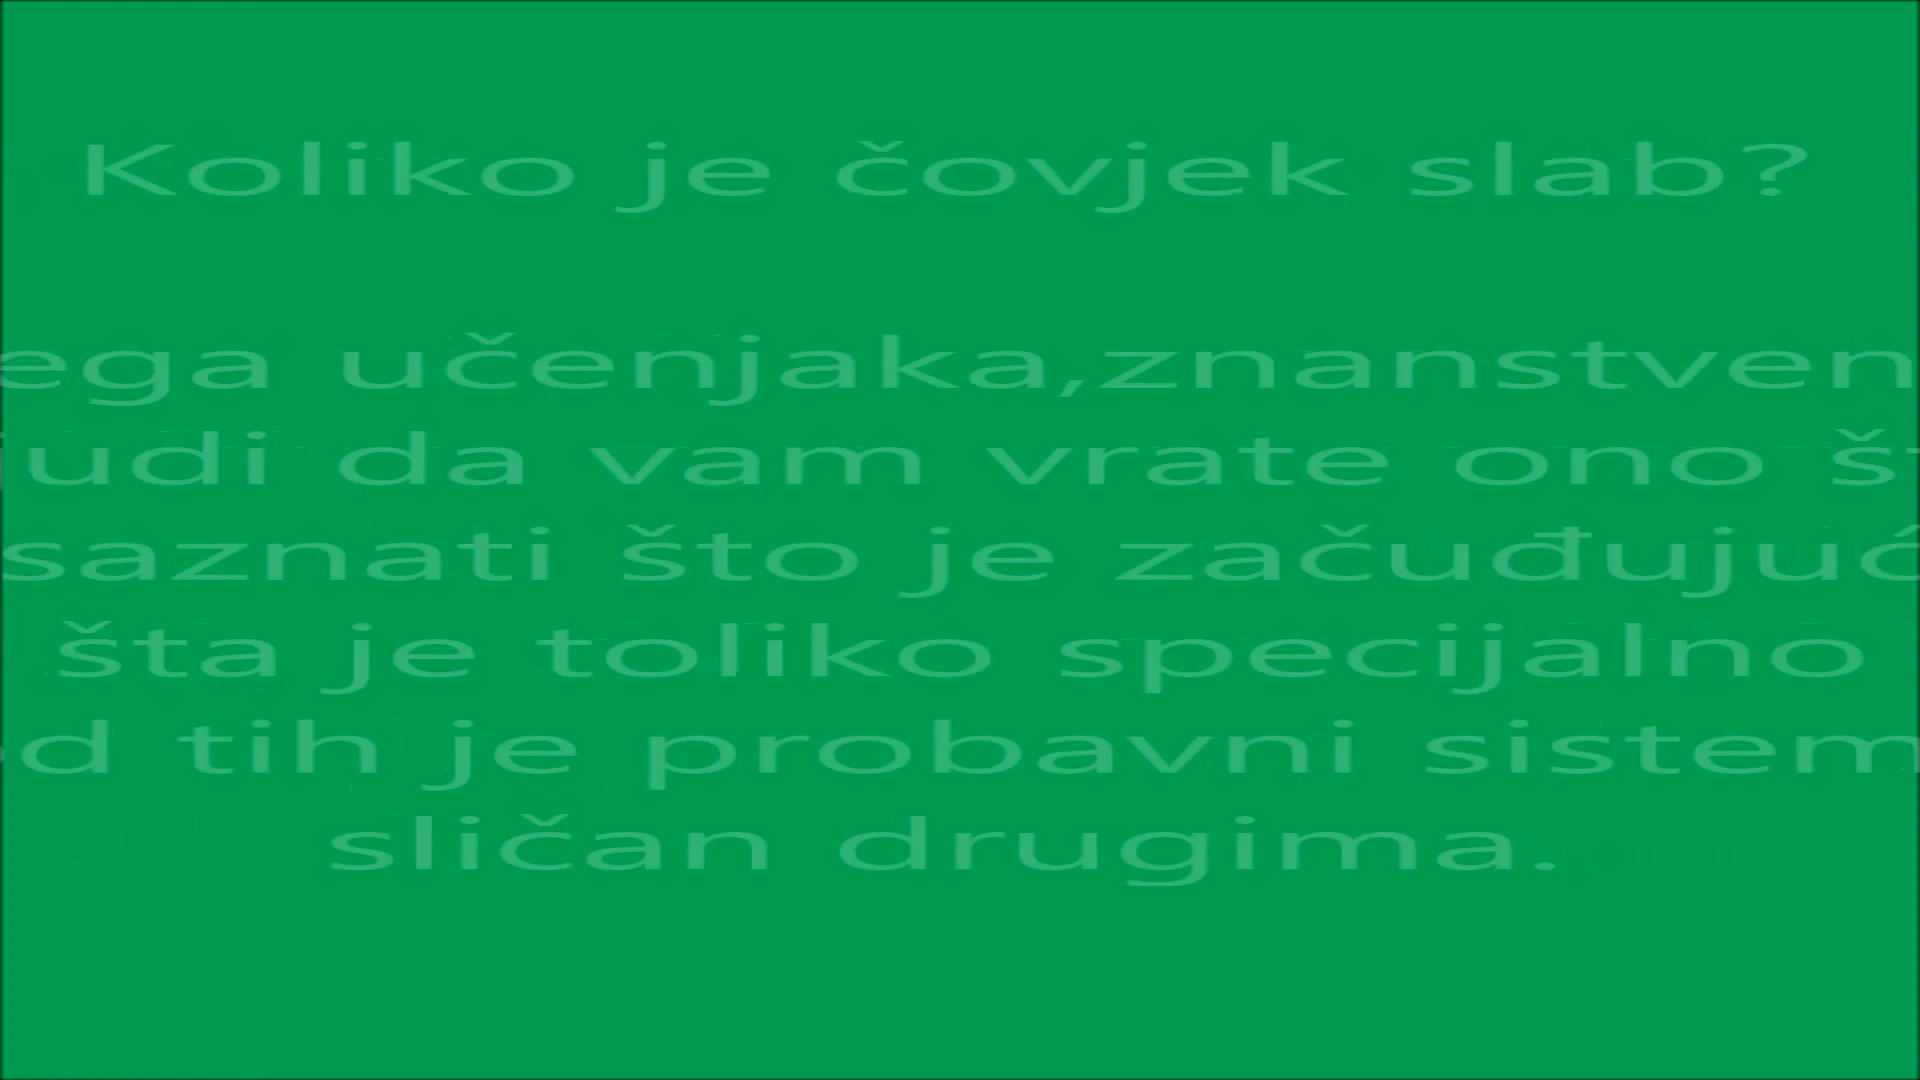 Koliko je čovjek slab?
ega učenjaka,znanstven
udi da vam vrate ono š
saznati što je začuđujuć
šta je toliko specijalno
d tih je probavni sistem
sličan drugima.